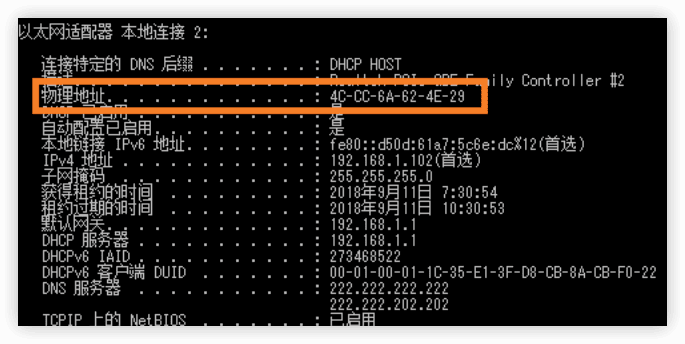 以太网适配器 本地连接 2:
连接特定的 DNS 后缀 . . . . . . . : DHCP HOST
Family Controller #2
物理地址. . . . . . . . . . . . . : 4C-CC-6A-62-4E-29
DHCP 已启用 . . . . . . . . . . . : 是
自动配置已启用. . . . . . . . . . : 是
本地链接 IPv6 地址. . . . . . . . : fe80::d50d:61a7:5c6e:dc%12(首选)
IPv4 地址 . . . . . . . . . . . . : 192.168.1.102(首选)
子网掩码 . . . . . . . . . . . . : 255.255.255.0
获得租约的时间 . . . . . . . . . : 2018年9月11日 7:30:54
租约过期的时间 . . . . . . . . . : 2018年9月11日 10:30:53
默认网关. . . . . . . . . . . . . : 192.168.1.1
DHCP 服务器 . . . . . . . . . . . : 192.168.1.1
DHCPv6 IAID . . . . . . . . . . . : 273468522
DHCPv6 客户端 DUID . . . . . . . : 00-01-00-01-1C-35-E1-3F-D8-CB-8A-CB-F0-22
DNS 服务器 . . . . . . . . . . . : 222.222.222.222
222.222.202.202
TCPIP 上的 NetBIOS . . . . . . . : 已启用